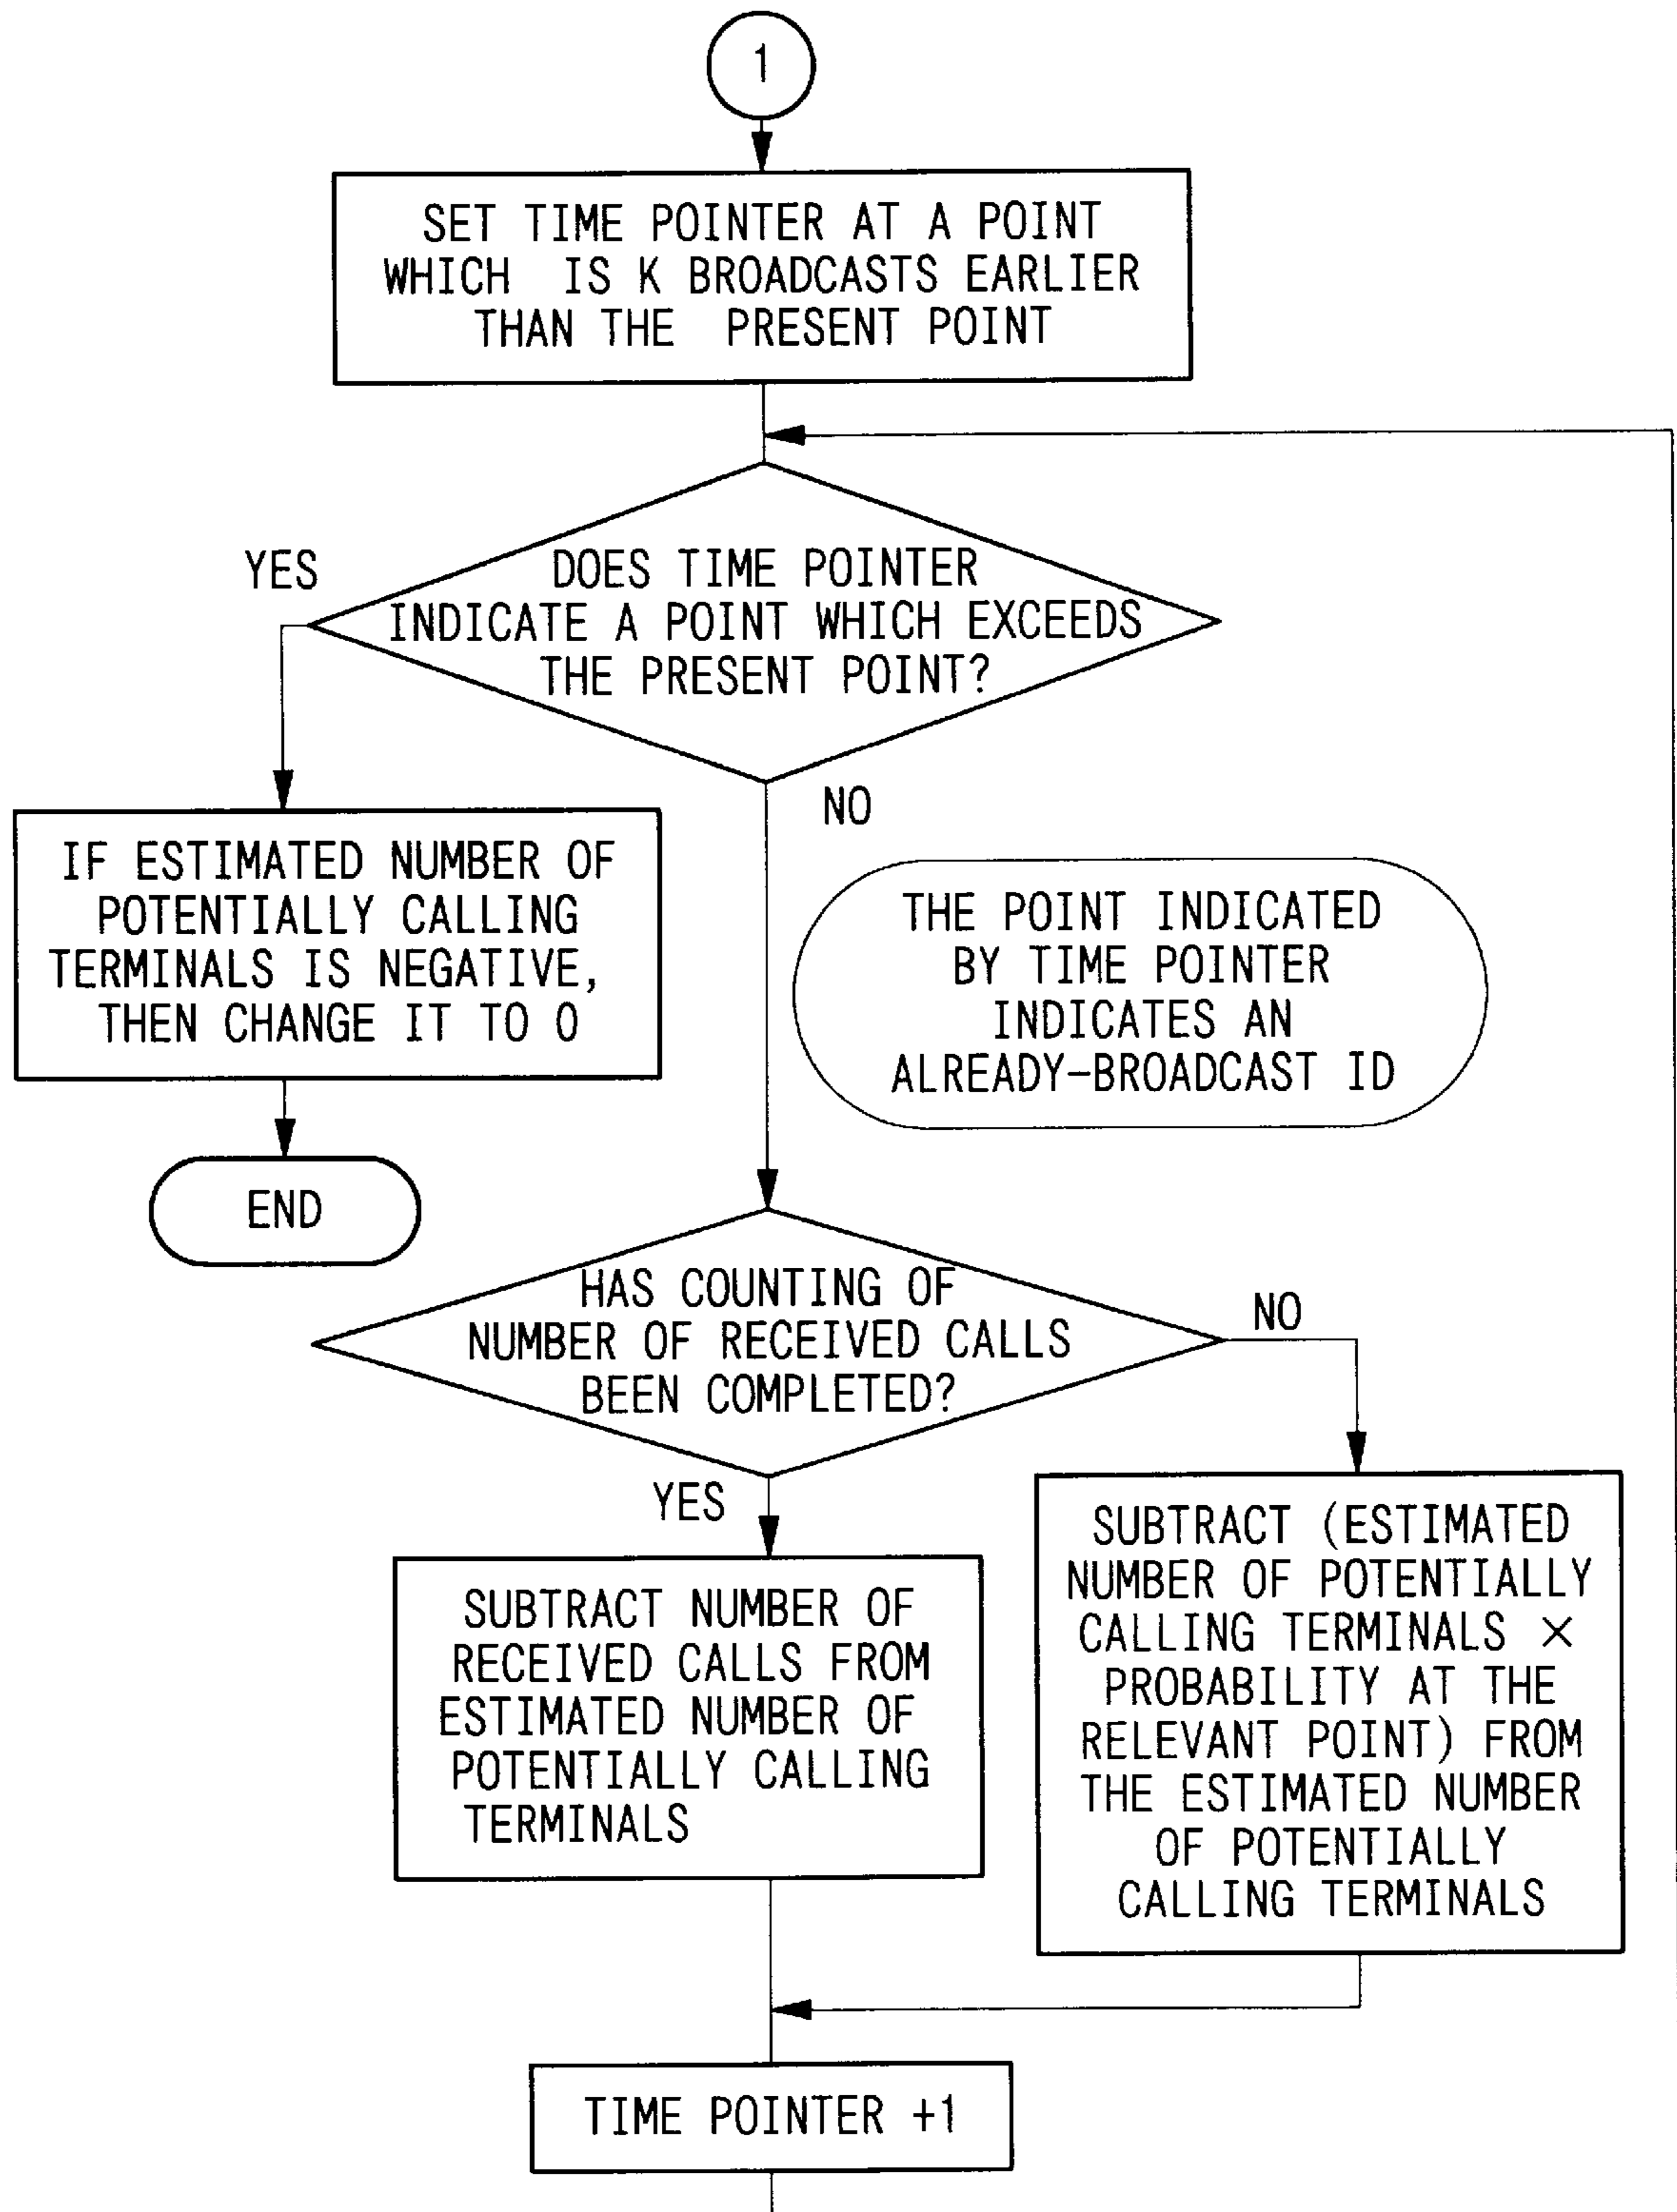 1
SET TIME POINTER AT A POINT
WHICH IS K BROADCASTS EARLIER
THAN THE PRESENT POINT
YES
DOES TIME POINTER
INDICATE A POINT WHICH EXCEEDS
THE PRESENT POINT?
NO
IF ESTIMATED NUMBER OF
POTENTIALLY CALLING
TERMINALS IS NEGATIVE,
THEN CHANGE IT TO 0
THE POINT INDICATED
BY TIME POINTER
INDICATES AN
ALREADY-BROADCAST ID
END
HAS COUNTING OF
NUMBER OF RECEIVED CALLS
BEEN COMPLETED?
NO
YES
SUBTRACT NUMBER OF
RECEIVED CALLS FROM
ESTIMATED NUMBER OF
POTENTIALLY CALLING
TERMINALS
SUBTRACT (ESTIMATED
NUMBER OF POTENTIALLY
CALLING TERMINALS ×
PROBABILITY AT THE
RELEVANT POINT) FROM
THE ESTIMATED NUMBER
OF POTENTIALLY
CALLING TERMINALS
TIME POINTER +1